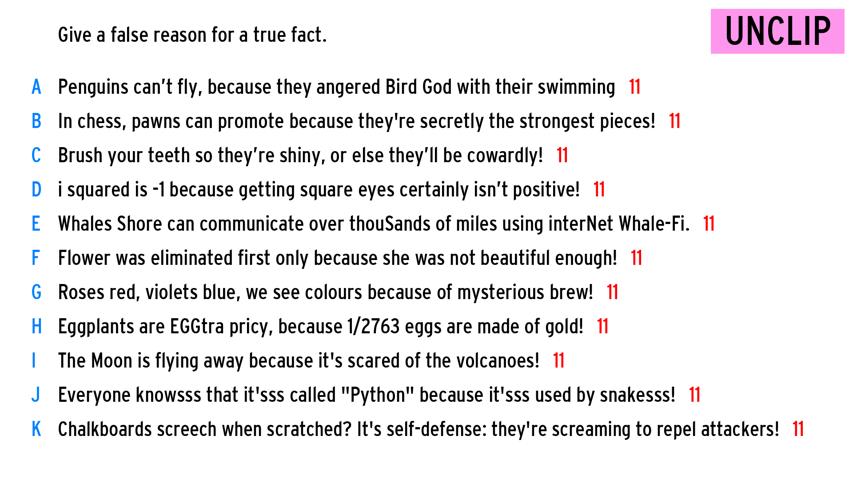 Give a false reason for a true fact.
UNCLIP
A Penguins can't fly, because they angered Bird God with their swimming 11
B In chess, pawns can promote because they're secretly the strongest pieces! 11
C Brush your teeth so they're shiny, or else they'll be cowardly! 11
D i squared is -1 because getting square eyes certainly isn't positive! 11
E Whales Shore can communicate over thouSands of miles using interNet Whale-Fi. 11
F Flower was eliminated first only because she was not beautiful enough! 11
G Roses red, violets blue, we see colours because of mysterious brew! 11
H Eggplants are EGGtra pricy, because 1/2763 eggs are made of gold! 11
I The Moon is flying away because it's scared of the volcanoes! 11
J Everyone knowsss that it'sss called "Python" because it'sss used by snakesss! 11
K Chalkboards screech when scratched? It's self-defense: they're screaming to repel attackers! 11